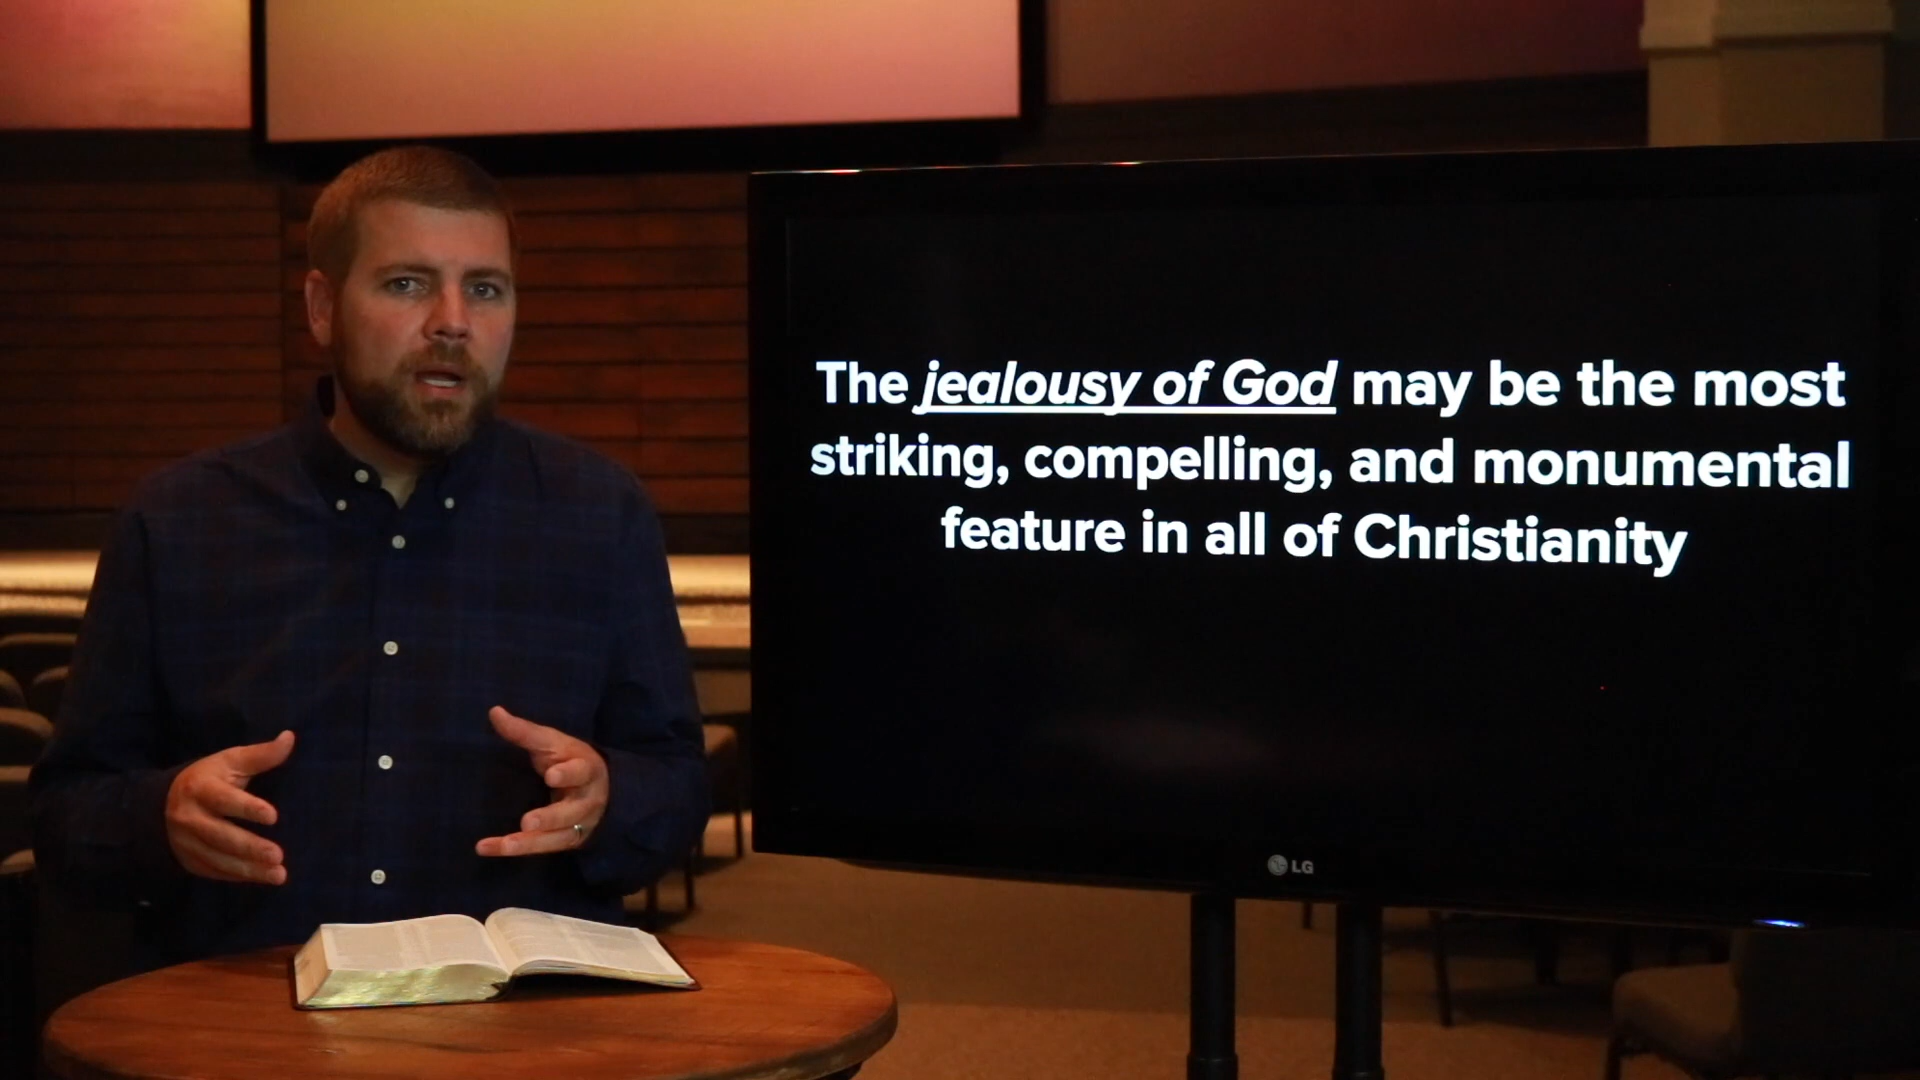 The jealousy of God may be the most
striking, compelling, and monumental
feature in all of Christianity
LG